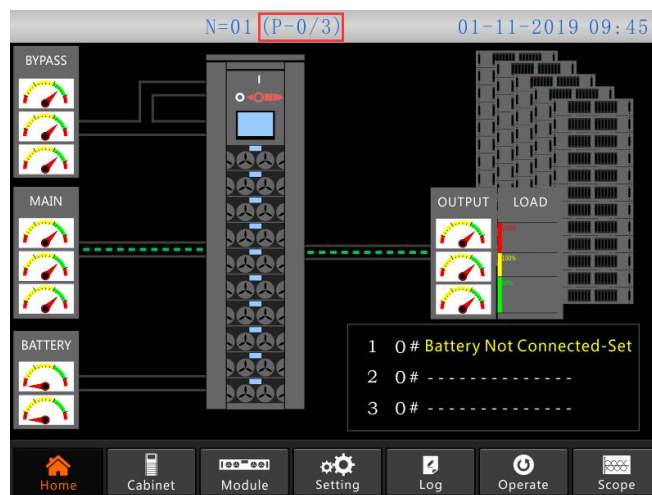 N=01 (P-0/3) 01-11-2019 09:45
BYPASS
MAIN
OUTPUT LOAD
100%
BATTERY
1 0# Battery Not Connected-Set
2 0# - - - - - - - - - - - - - -
3 0# - - - - - - - - - - - - - -
Home Cabinet Module Setting Log Operate Scope